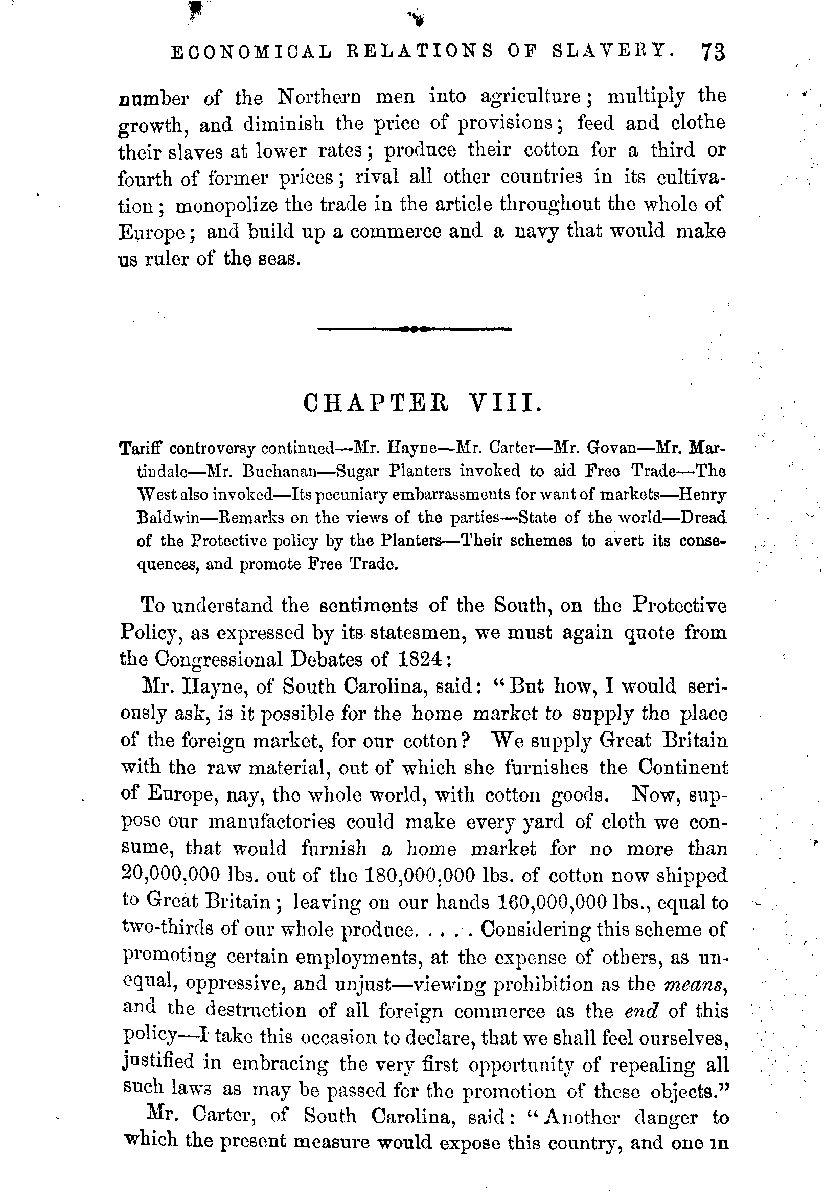 ECONOMICAL RELATIONS OF SLAVERY. 73
number of the Northern men into agriculture; multiply the
growth, and diminish the price of provisions; feed and clothe
their slaves at lower rates; produce their cotton for a third or
fourth of former prices; rival all other countries in its cultiva-
tion; monopolize the trade in the article throughout the whole of
Europe; and build up a commerce and a navy that would make
us ruler of the seas.
CHAPTER VIII.
Tariff controversy continued—Mr. Hayne—Mr. Carter—Mr. Govan—Mr. Mar-
tindale—Mr. Buchanan—Sugar Planters invoked to aid Free Trade—The
West also invoked—Its pecuniary embarrassments for want of markets—Henry
Baldwin—Remarks on the views of the parties—State of the world—Dread
of the Protective policy by the Planters—Their schemes to avert its conse-
quences, and promote Free Trade.
To understand the sentiments of the South, on the Protective
Policy, as expressed by its statesmen, we must again quote from
the Congressional Debates of 1824:
Mr. Hayne, of South Carolina, said: "But how, I would seri-
ously ask, is it possible for the home market to supply the place
of the foreign market, for our cotton? We supply Great Britain
with the raw material, out of which she furnishes the Continent
of Europe, nay, the whole world, with cotton goods. Now, sup-
pose our manufactories could make every yard of cloth we con-
sume, that would furnish a home market for no more than
20,000,000 lbs. out of the 180,000,000 lbs. of cotton now shipped
to Great Britain; leaving on our hands 160,000,000 lbs., equal to
two-thirds of our whole produce. . . . . Considering this scheme of
promoting certain employments, at the expense of others, as un-
equal, oppressive, and unjust—viewing prohibition as the means,
and the destruction of all foreign commerce as the end of this
policy—I take this occasion to declare, that we shall feel ourselves,
justified in embracing the very first opportunity of repealing all
such laws as may be passed for the promotion of these objects."
Mr. Carter, of South Carolina, said: "Another danger to
which the present measure would expose this country, and one in